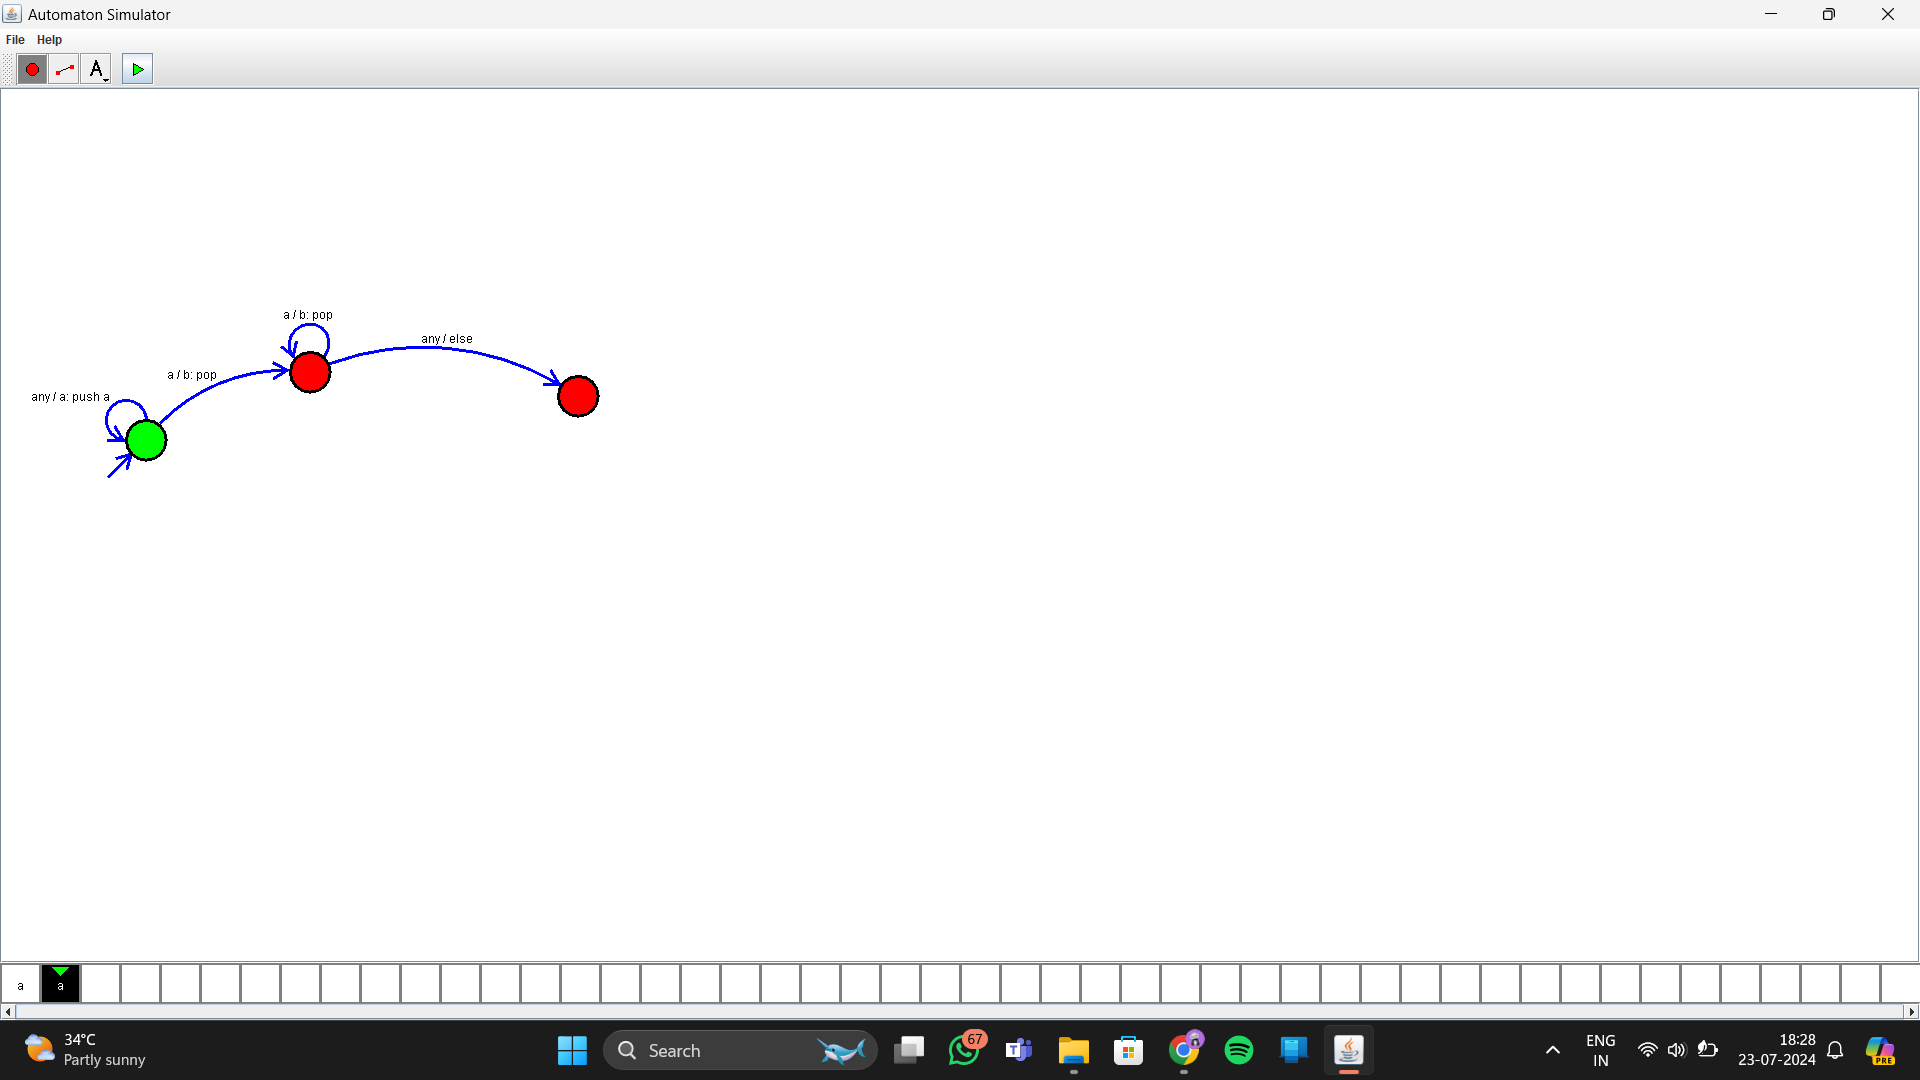 Automaton Simulator
File Help
A
a / b: pop
any / else
a / b: pop
any / a: push a
a a
34°C
Partly sunny
Search
67
ENG
IN
18:28
23-07-2024
PRE